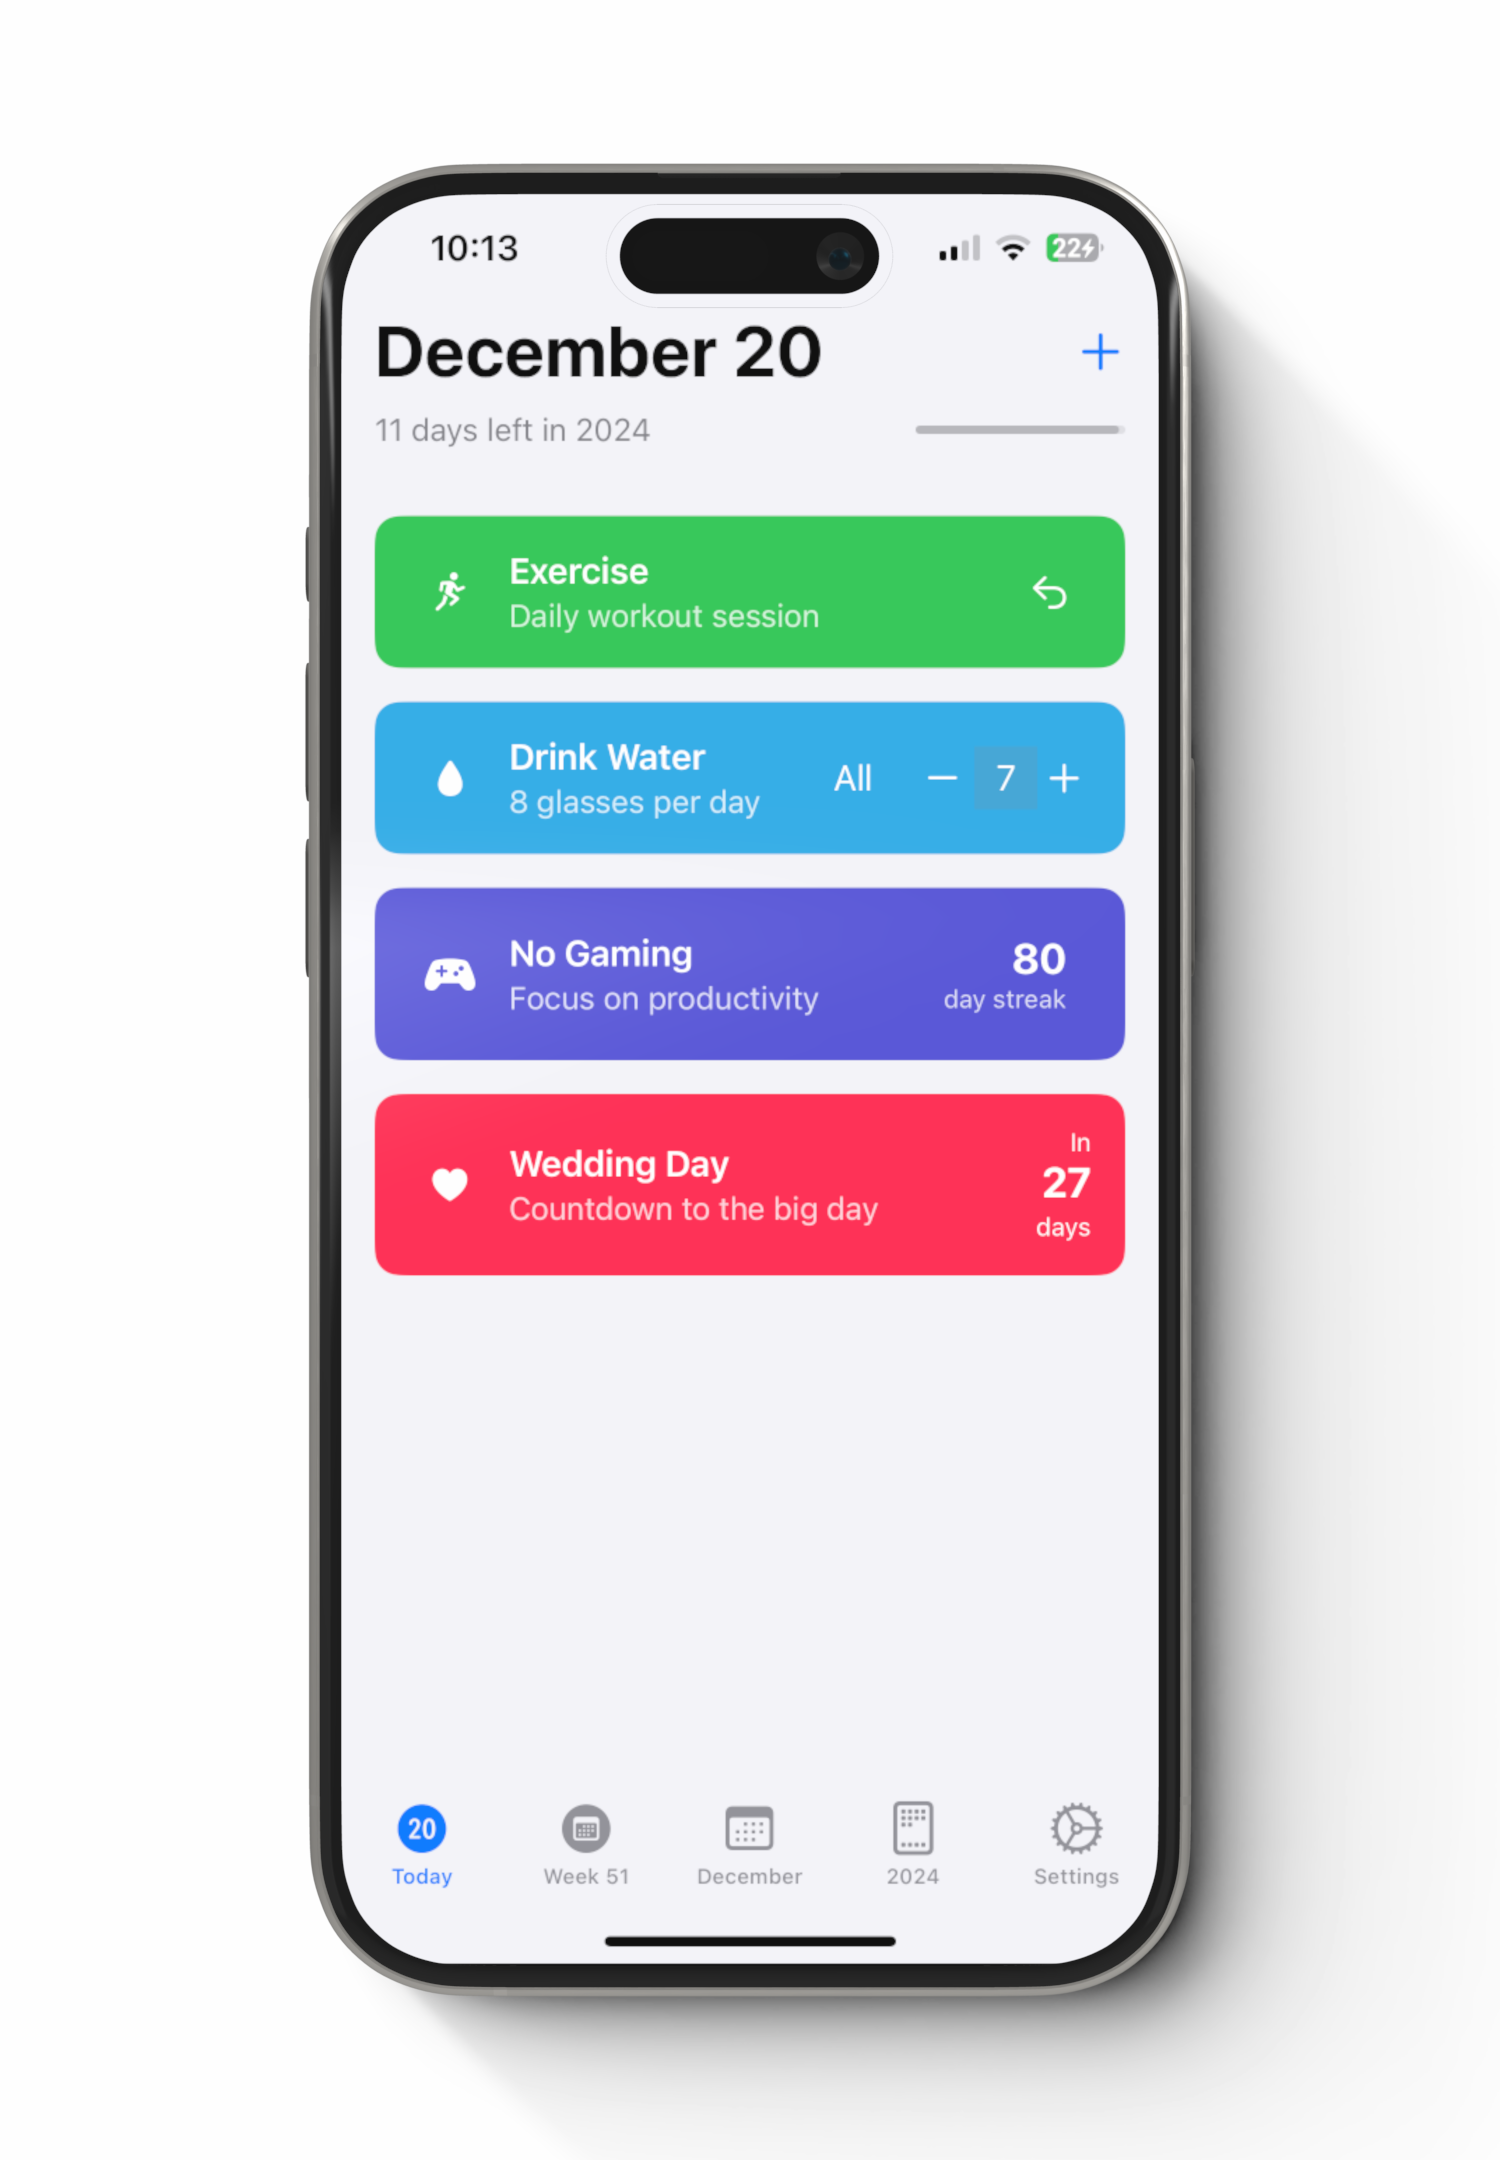 10:13 22
December 20 +
11 days left in 2024
Exercise
Daily workout session
Drink Water
8 glasses per day
All − 7 +
No Gaming
Focus on productivity
80
day streak
Wedding Day
Countdown to the big day
In
27
days
20
Today Week 51 December 2024 Settings